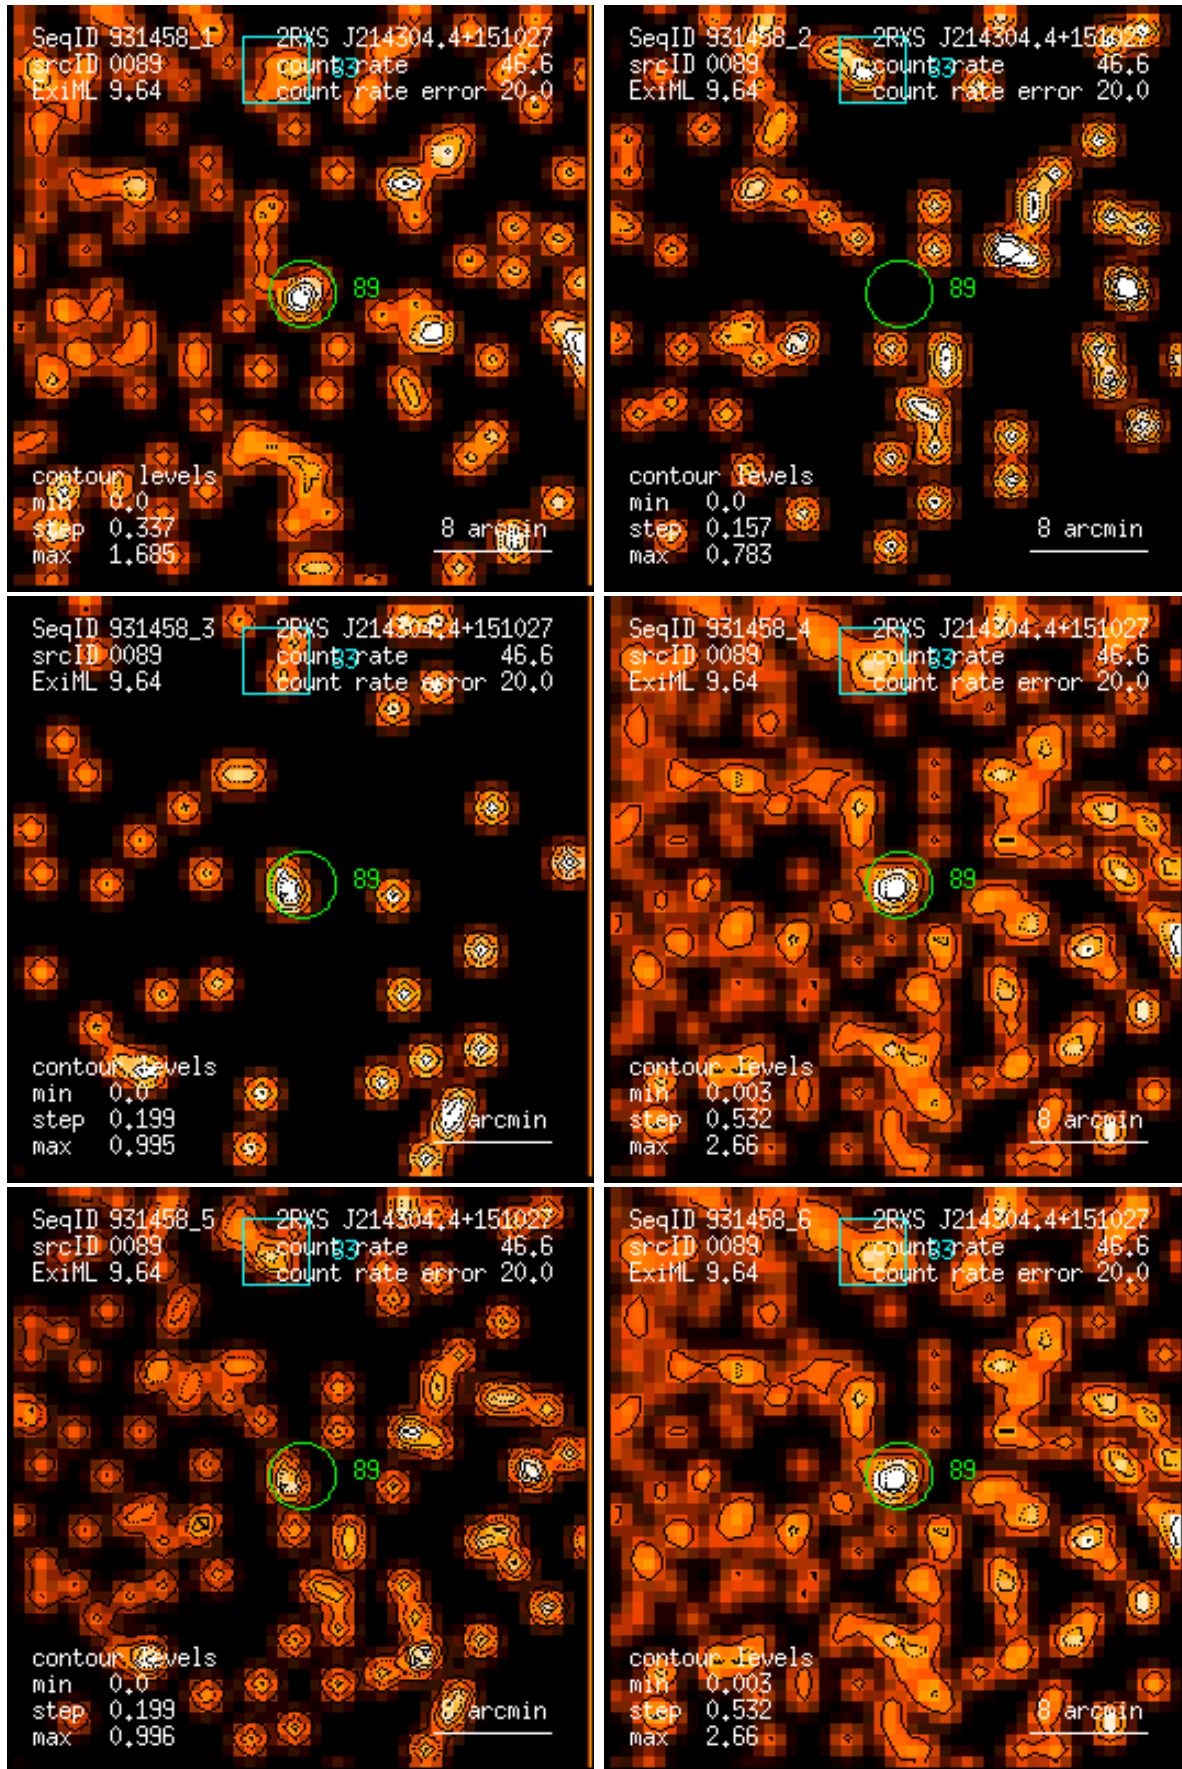 SeqID 931458_1 2RXS J214304.4+151027
srcID 0089 count rate 83 46.6
ExiML 9.64 count rate error 20.0
89
contour levels
min 0.0
step 0.337 8 arcmin
max 1.685
SeqID 931458_2 2RXS J214304.4+151027
srcID 0089 count rate 83 46.6
ExiML 9.64 count rate error 20.0
89
contour levels
min 0.0
step 0.157 8 arcmin
max 0.783
SeqID 931458_3 2RXS J214304.4+151027
srcID 0089 count rate 83 46.6
ExiML 9.64 count rate error 20.0
89
contour levels
min 0.0
step 0.199 8 arcmin
max 0.995
SeqID 931458_4 2RXS J214304.4+151027
srcID 0089 count rate 83 46.6
ExiML 9.64 count rate error 20.0
89
contour levels
min 0.003
step 0.532 8 arcmin
max 2.66
SeqID 931458_5 2RXS J214304.4+151027
srcID 0089 count rate 83 46.6
ExiML 9.64 count rate error 20.0
89
contour levels
min 0.0
step 0.199 8 arcmin
max 0.996
SeqID 931458_6 2RXS J214304.4+151027
srcID 0089 count rate 83 46.6
ExiML 9.64 count rate error 20.0
89
contour levels
min 0.003
step 0.532 8 arcmin
max 2.66